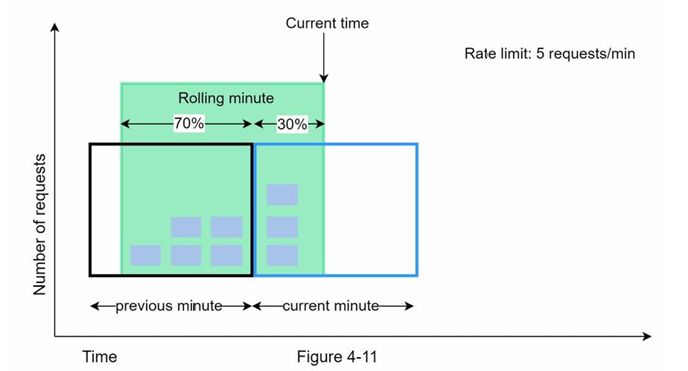 Current time
Rate limit: 5 requests/min
Rolling minute
70% 30%
Number of requests
previous minute current minute
Time
Figure 4-11